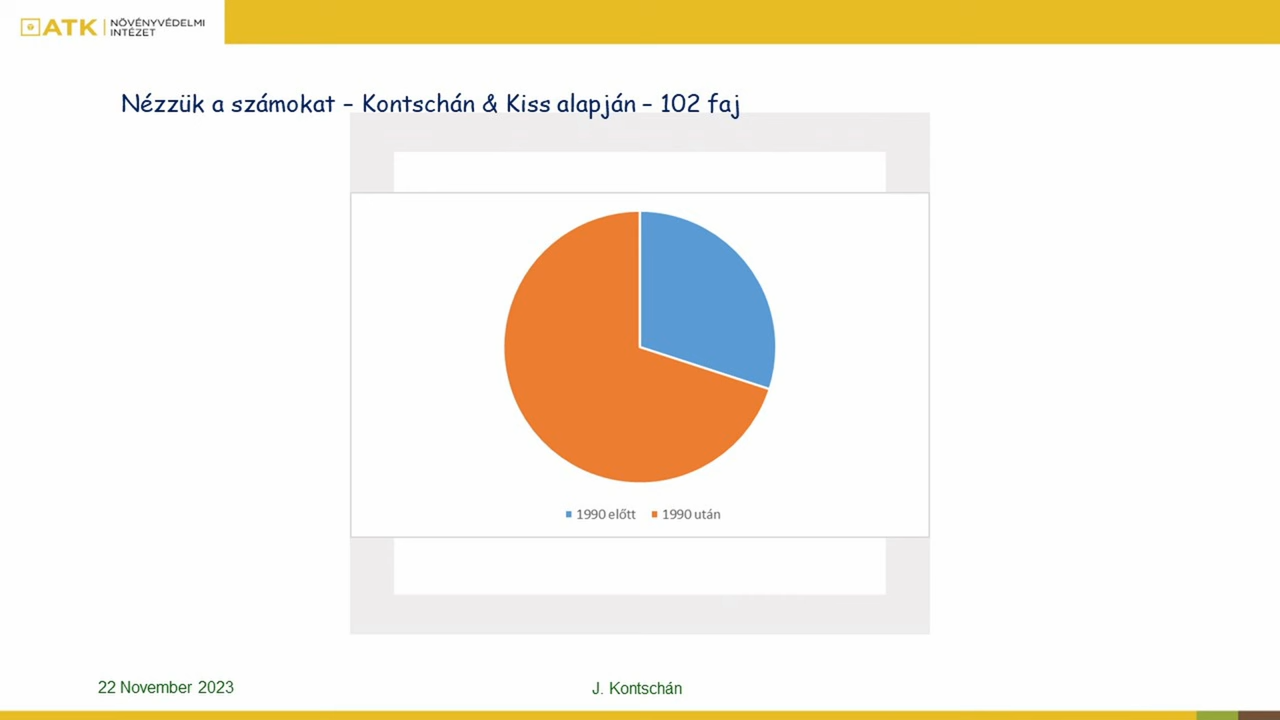 ATK NÖVÉNYVÉDELMI
INTÉZET
Nézzük a számokat – Kontschán & Kiss alapján – 102 faj
1990 előtt 1990 után
22 November 2023 J. Kontschán